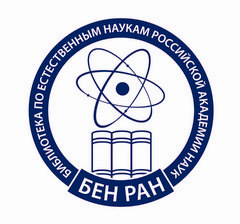 БИБЛИОТЕКА ПО ЕСТЕСТВЕННЫМ НАУКАМ РОССИЙСКОЙ АКАДЕМИИ НАУК
БЕН РАН